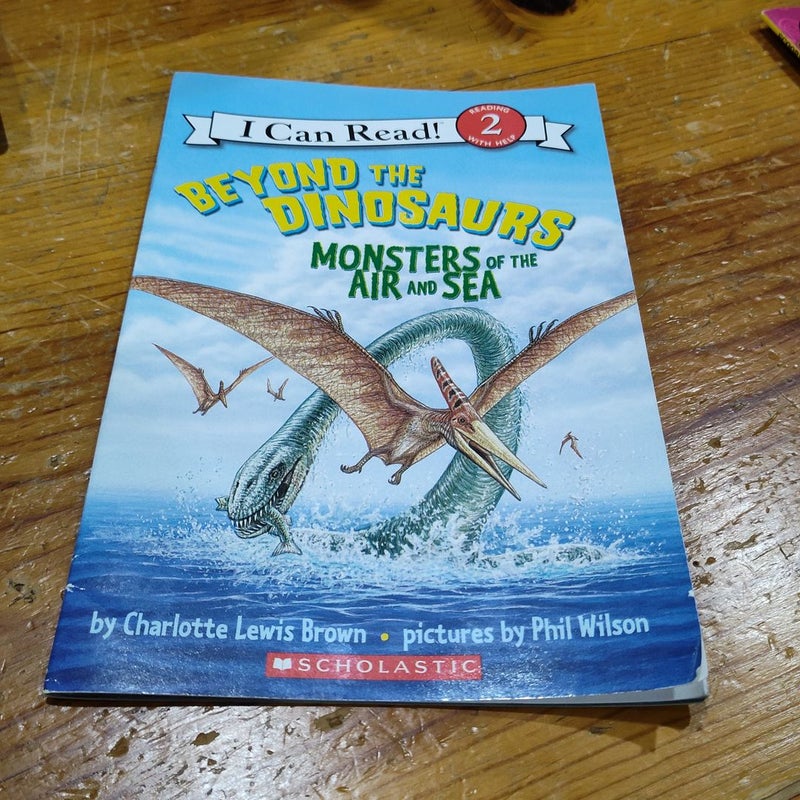 I Can Read!
READING
2
WITH HELP
BEYOND THE
DINOSAURS
MONSTERS OF THE
AIR AND SEA
by Charlotte Lewis Brown • pictures by Phil Wilson
SCHOLASTIC